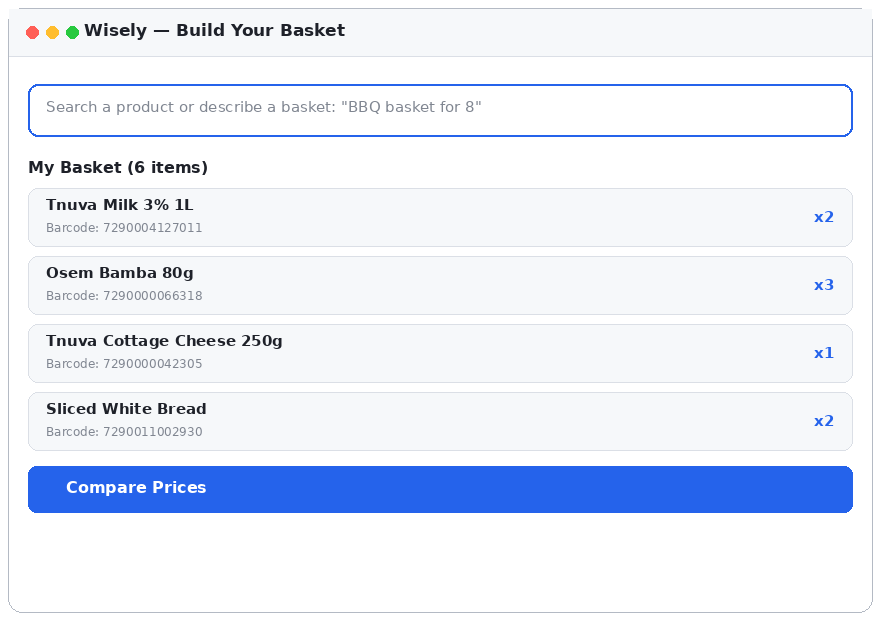 Wisely — Build Your Basket
Search a product or describe a basket: "BBQ basket for 8"
My Basket (6 items)
Tnuva Milk 3% 1L
Barcode: 7290004127011
x2
Osem Bamba 80g
Barcode: 7290000066318
x3
Tnuva Cottage Cheese 250g
Barcode: 7290000042305
x1
Sliced White Bread
Barcode: 7290011002930
x2
Compare Prices